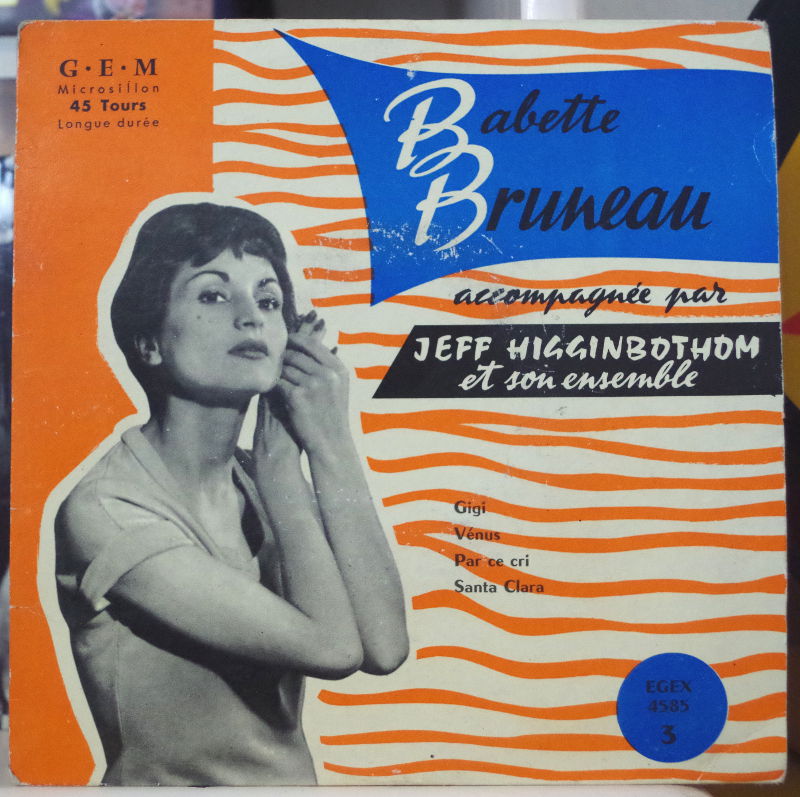 G·E·M
Microsillon
45 Tours
Longue durée
Babette
Bruneau
accompagnée par
JEFF HIGGINBOTHOM
et son ensemble
Gigi
Vénus
Par ce cri
Santa Clara
EGEX
4585
3